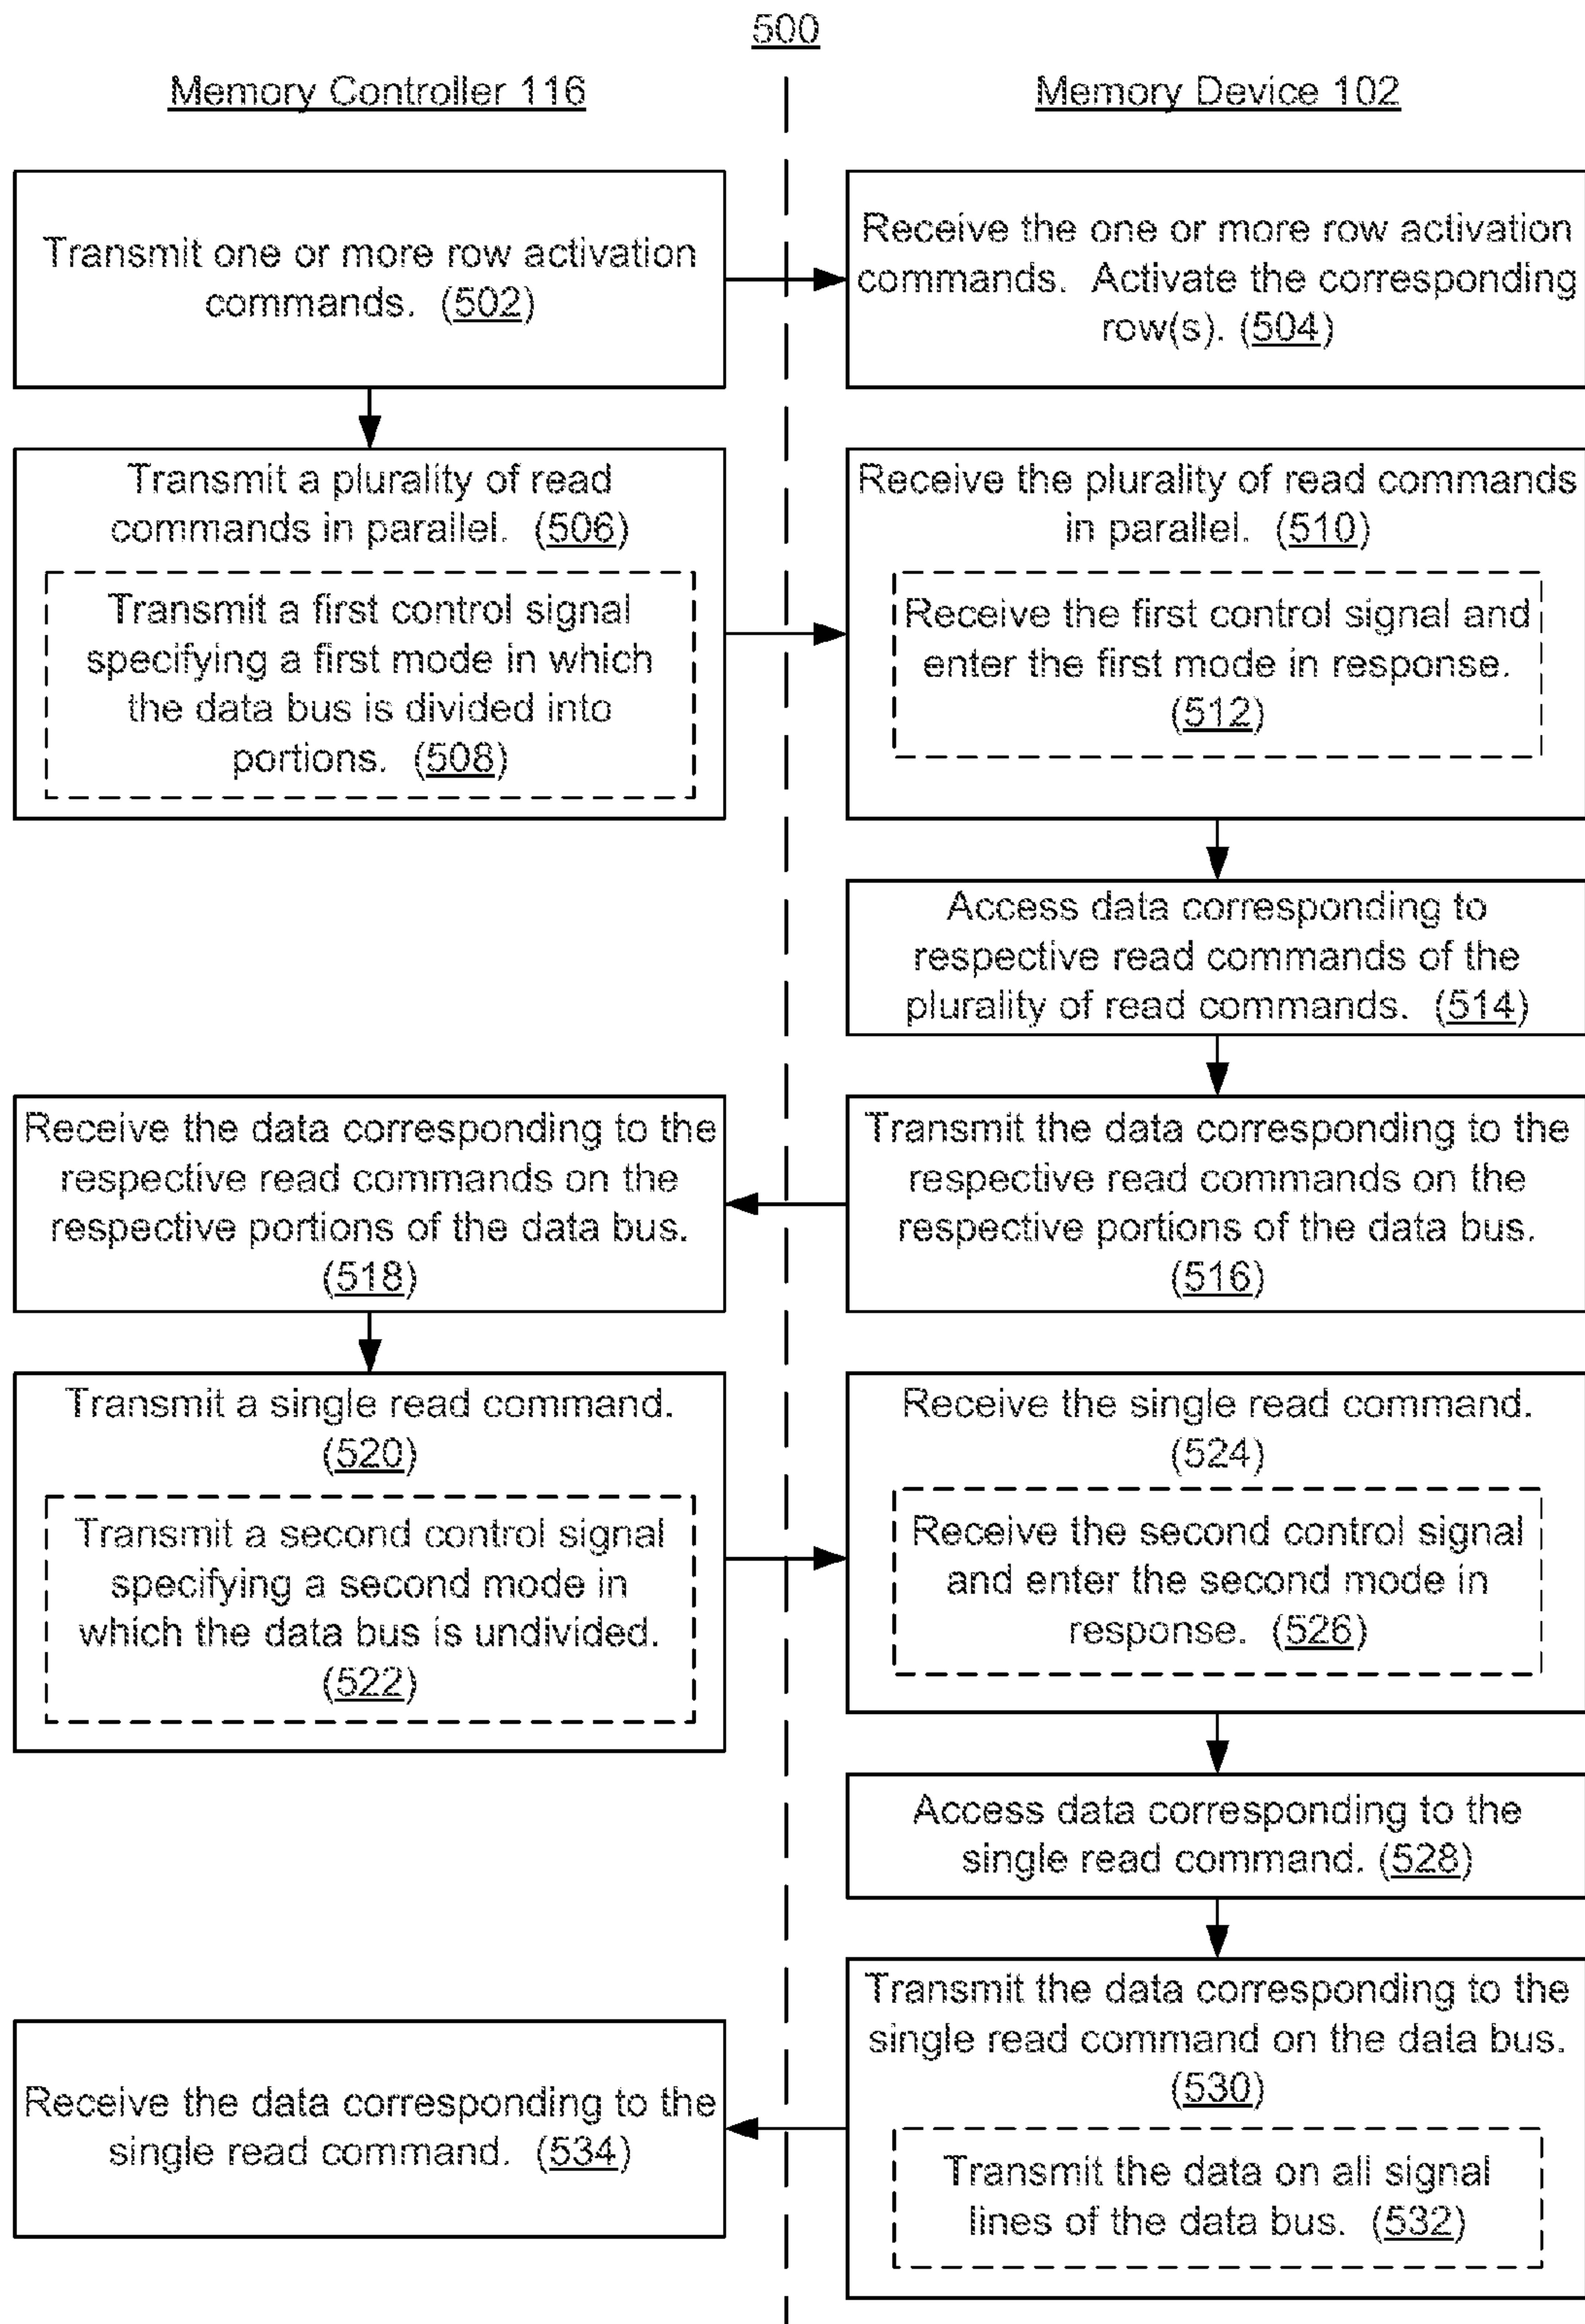 500
Memory Controller 116
Memory Device 102
Transmit one or more row activation
commands. (502)
Receive the one or more row activation
commands. Activate the corresponding
row(s). (504)
Transmit a plurality of read
commands in parallel. (506)
Transmit a first control signal
specifying a first mode in which
the data bus is divided into
portions. (508)
Receive the plurality of read commands
in parallel. (510)
Receive the first control signal and
enter the first mode in response.
(512)
Access data corresponding to
respective read commands of the
plurality of read commands. (514)
Receive the data corresponding to the
respective read commands on the
respective portions of the data bus.
(518)
Transmit the data corresponding to the
respective read commands on the
respective portions of the data bus.
(516)
Transmit a single read command.
(520)
Transmit a second control signal
specifying a second mode in
which the data bus is undivided.
(522)
Receive the single read command.
(524)
Receive the second control signal
and enter the second mode in
response. (526)
Access data corresponding to the
single read command. (528)
Receive the data corresponding to the
single read command. (534)
Transmit the data corresponding to the
single read command on the data bus.
(530)
Transmit the data on all signal
lines of the data bus. (532)